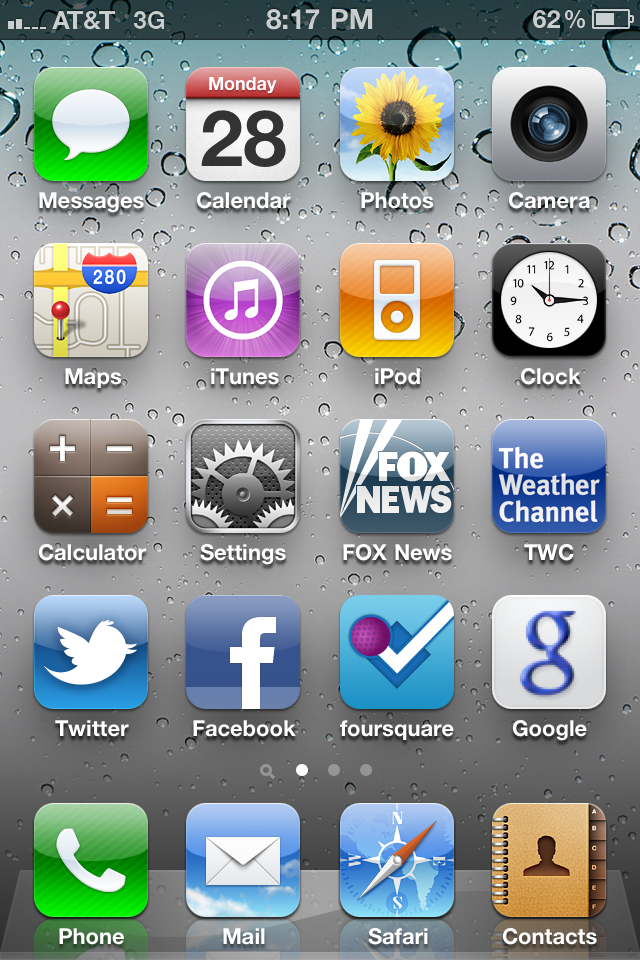 AT&T 3G 8:17 PM 62%
Monday
28
Messages Calendar Photos Camera
280
12
11 1
10 2
9 3
8 4
7 5
6
Maps iTunes iPod Clock
+ −
× =
FOX
NEWS
The
Weather
Channel
Calculator Settings FOX News TWC
f
g
Twitter Facebook foursquare Google
N
S
A
B
C
D
E
F
Phone Mail Safari Contacts